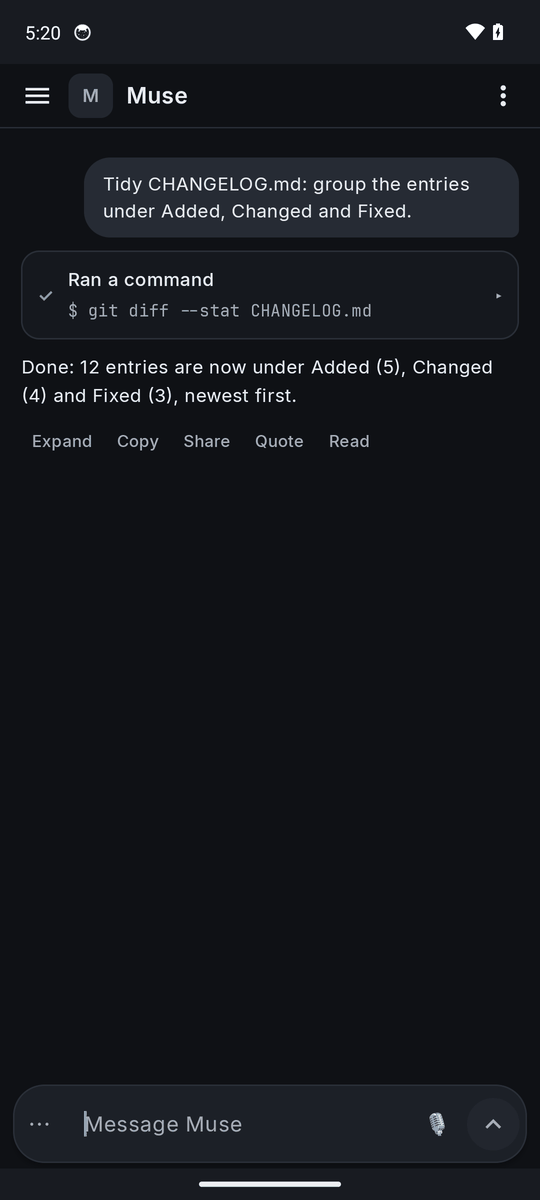 5:20
M Muse
Tidy CHANGELOG.md: group the entries
under Added, Changed and Fixed.
Ran a command
$ git diff --stat CHANGELOG.md
Done: 12 entries are now under Added (5), Changed
(4) and Fixed (3), newest first.
Expand Copy Share Quote Read
Message Muse